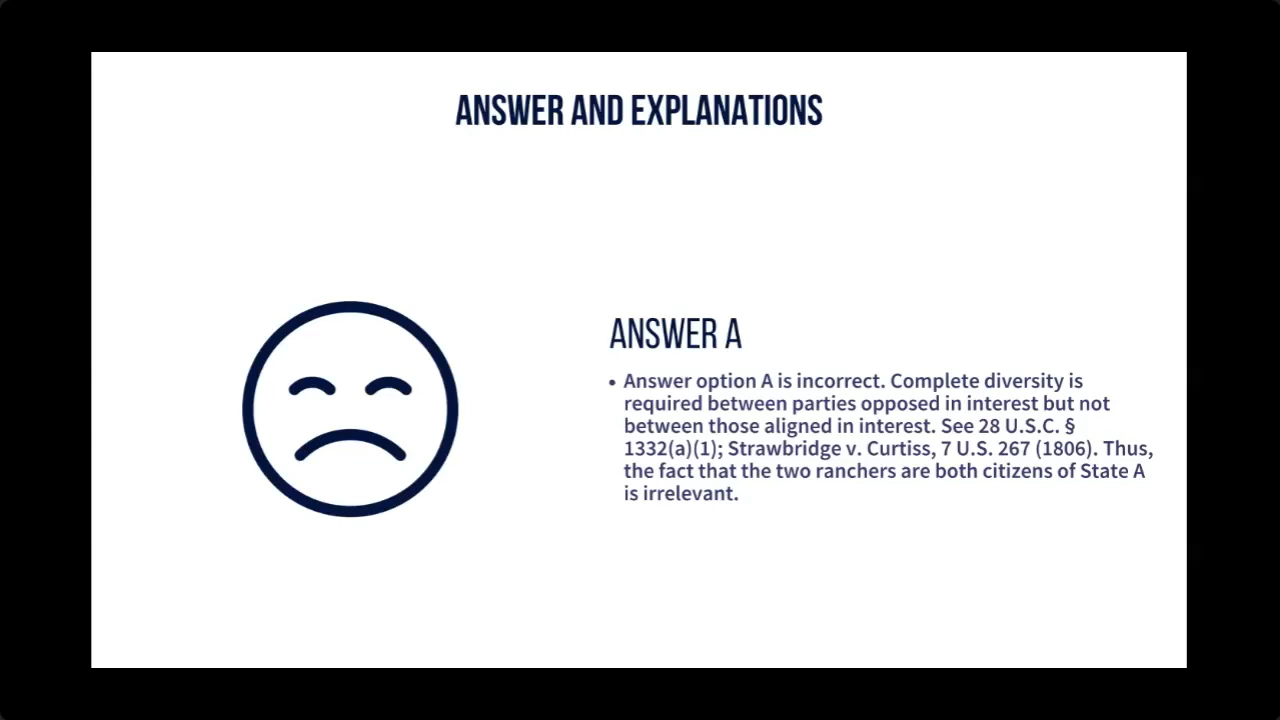 ANSWER AND EXPLANATIONS
ANSWER A
• Answer option A is incorrect. Complete diversity is
required between parties opposed in interest but not
between those aligned in interest. See 28 U.S.C. §
1332(a)(1); Strawbridge v. Curtiss, 7 U.S. 267 (1806). Thus,
the fact that the two ranchers are both citizens of State A
is irrelevant.